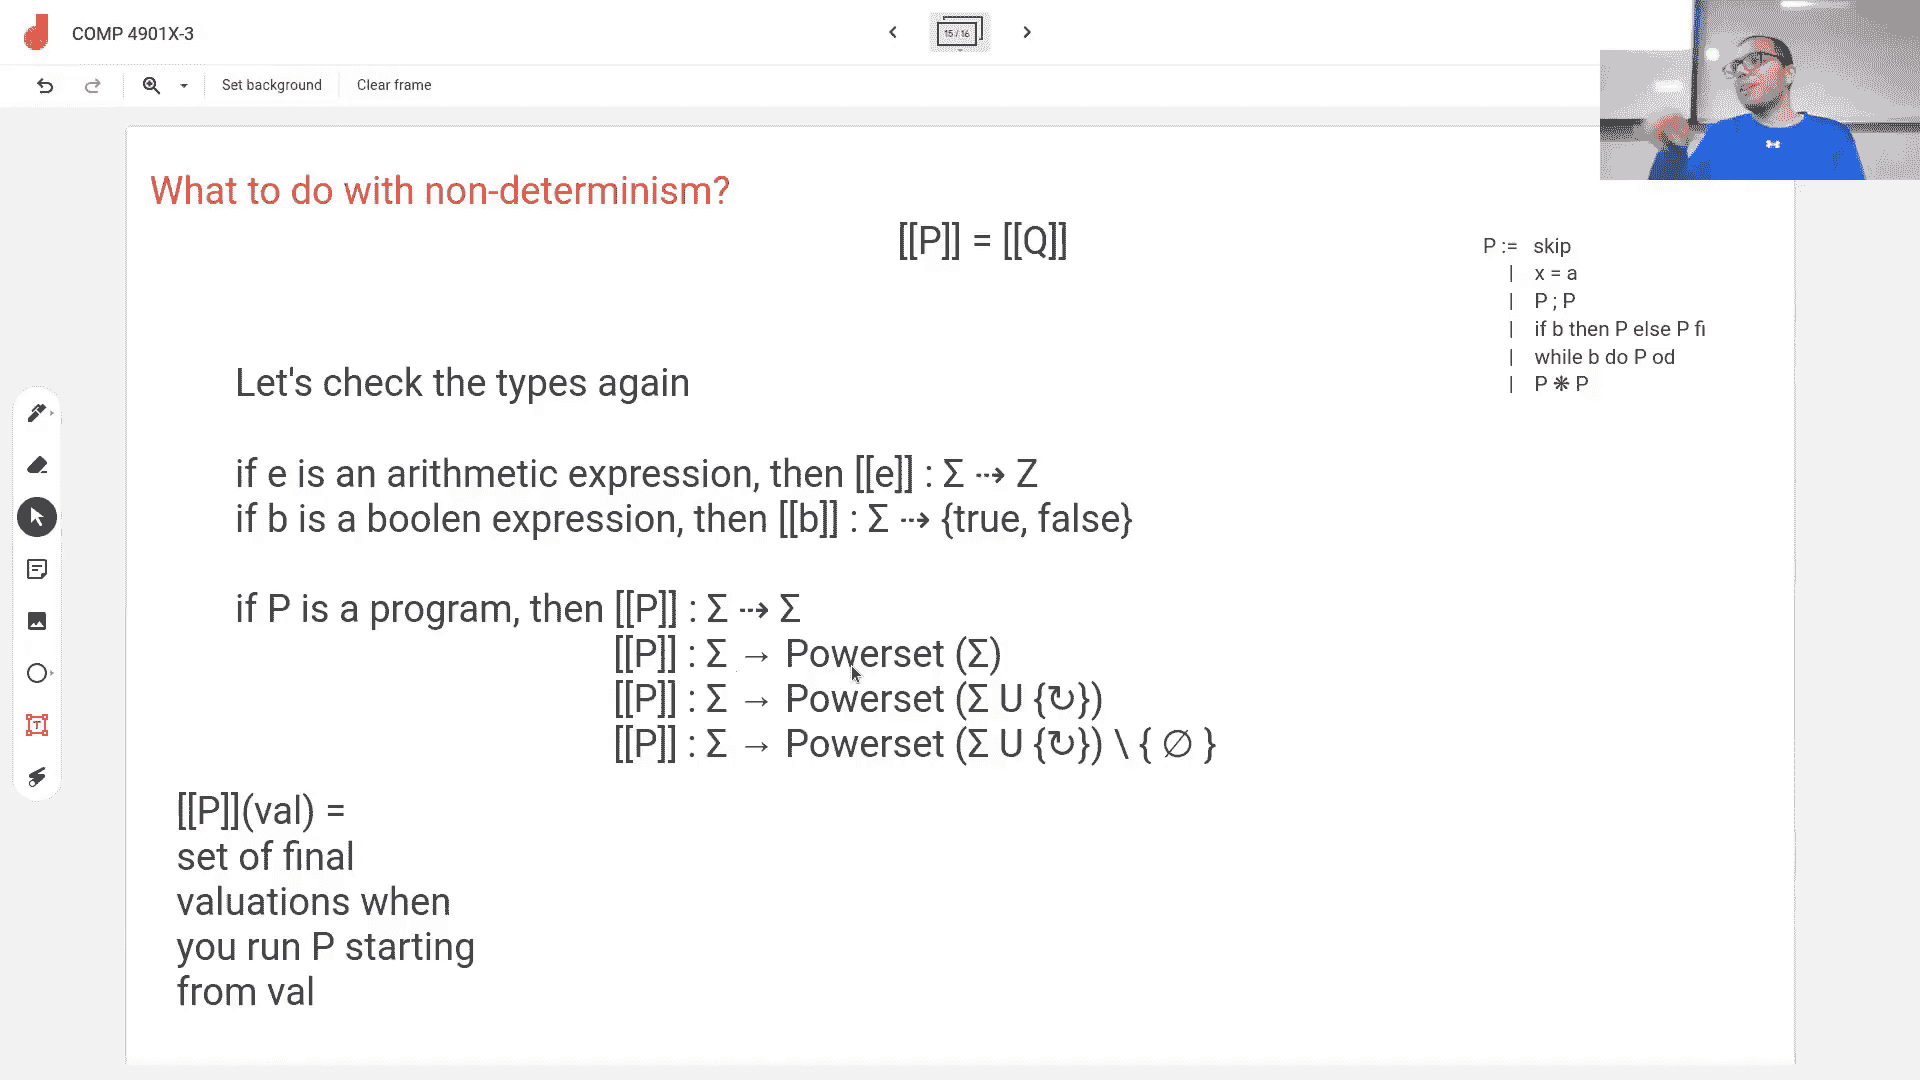 COMP 4901X-3
15 / 16
Set background
Clear frame
What to do with non-determinism?
[[P]] = [[Q]]
P := skip
| x = a
| P ; P
| if b then P else P fi
| while b do P od
| P ❋ P
Let's check the types again
if e is an arithmetic expression, then [[e]] : Σ ⇢ Z
if b is a boolen expression, then [[b]] : Σ ⇢ {true, false}
if P is a program, then [[P]] : Σ ⇢ Σ
[[P]] : Σ → Powerset (Σ)
[[P]] : Σ → Powerset (Σ U {↻})
[[P]] : Σ → Powerset (Σ U {↻}) \ { ∅ }
[[P]](val) =
set of final
valuations when
you run P starting
from val